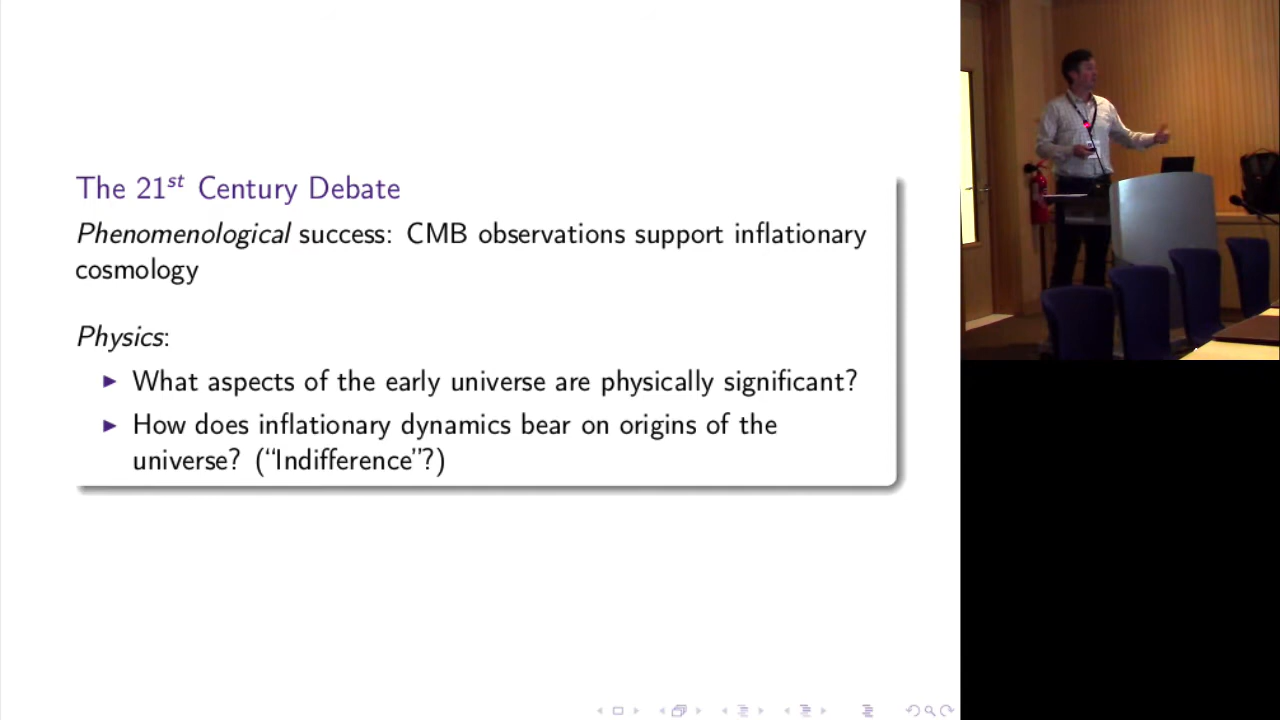 The 21st Century Debate
Phenomenological success: CMB observations support inflationary
cosmology
Physics:
► What aspects of the early universe are physically significant?
► How does inflationary dynamics bear on origins of the
universe? (“Indifference”?)